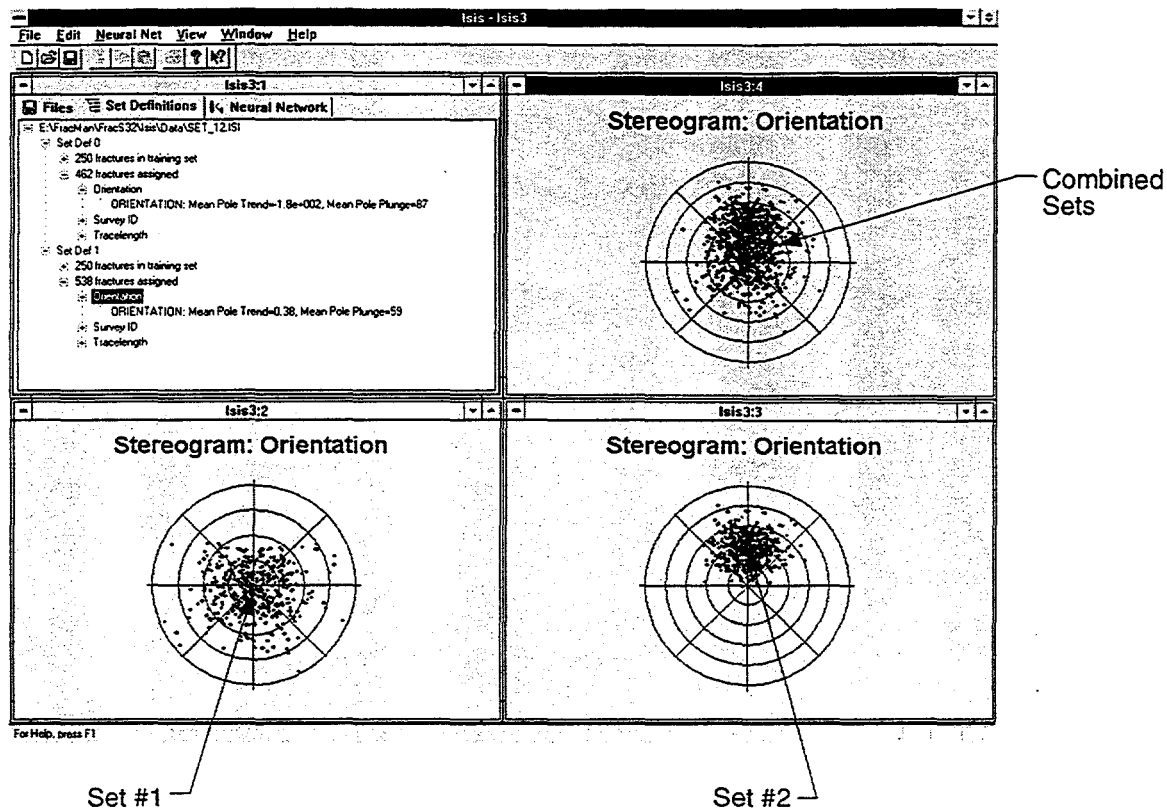 Isis - Isis3
File Edit Neural Net View Window Help
Isis3:1
Files Set Definitions Neural Network
E:\FracMan\FracS32\Isis\Data\SET_12.ISI
Set Def 0
250 fractures in training set
462 fractures assigned
Orientation
ORIENTATION: Mean Pole Trend=-1.8e+002, Mean Pole Plunge=87
Survey ID
Tracelength
Set Def 1
250 fractures in training set
538 fractures assigned
Orientation
ORIENTATION: Mean Pole Trend=0.38, Mean Pole Plunge=59
Survey ID
Tracelength
Isis3:4
Stereogram: Orientation
Combined
Sets
Isis3:2
Stereogram: Orientation
Isis3:3
Stereogram: Orientation
For Help, press F1
Set #1
Set #2